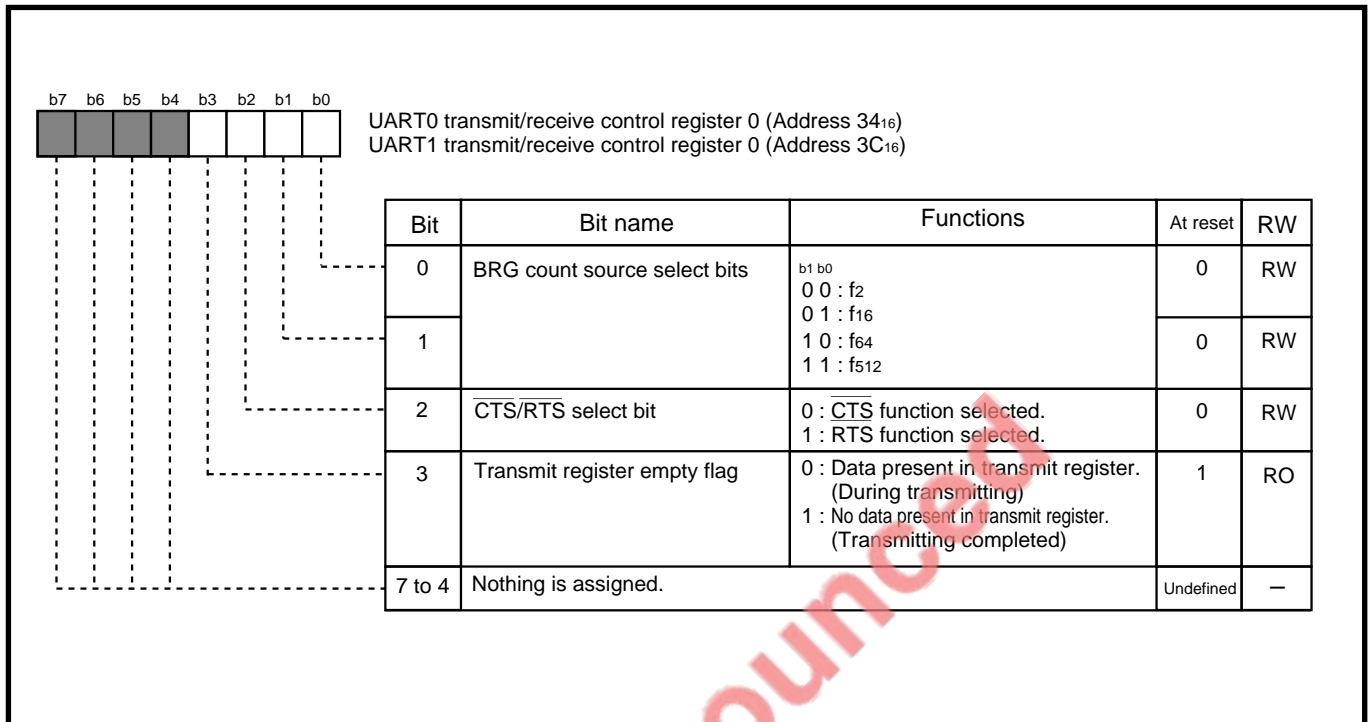 b7 b6 b5 b4 b3 b2 b1 b0
UART0 transmit/receive control register 0 (Address 34₁₆)
UART1 transmit/receive control register 0 (Address 3C₁₆)
Bit Bit name Functions At reset RW
0 BRG count source select bits b1 b0 0 RW
0 0 : f₂
0 1 : f₁₆
1 1 0 : f₆₄ 0 RW
1 1 : f₅₁₂
2 C̅T̅S̅/R̅T̅S̅ select bit 0 : C̅T̅S̅ function selected. 0 RW
1 : R̅T̅S̅ function selected.
3 Transmit register empty flag 0 : Data present in transmit register. 1 RO
(During transmitting)
1 : No data present in transmit register.
(Transmitting completed)
7 to 4 Nothing is assigned. Undefined –